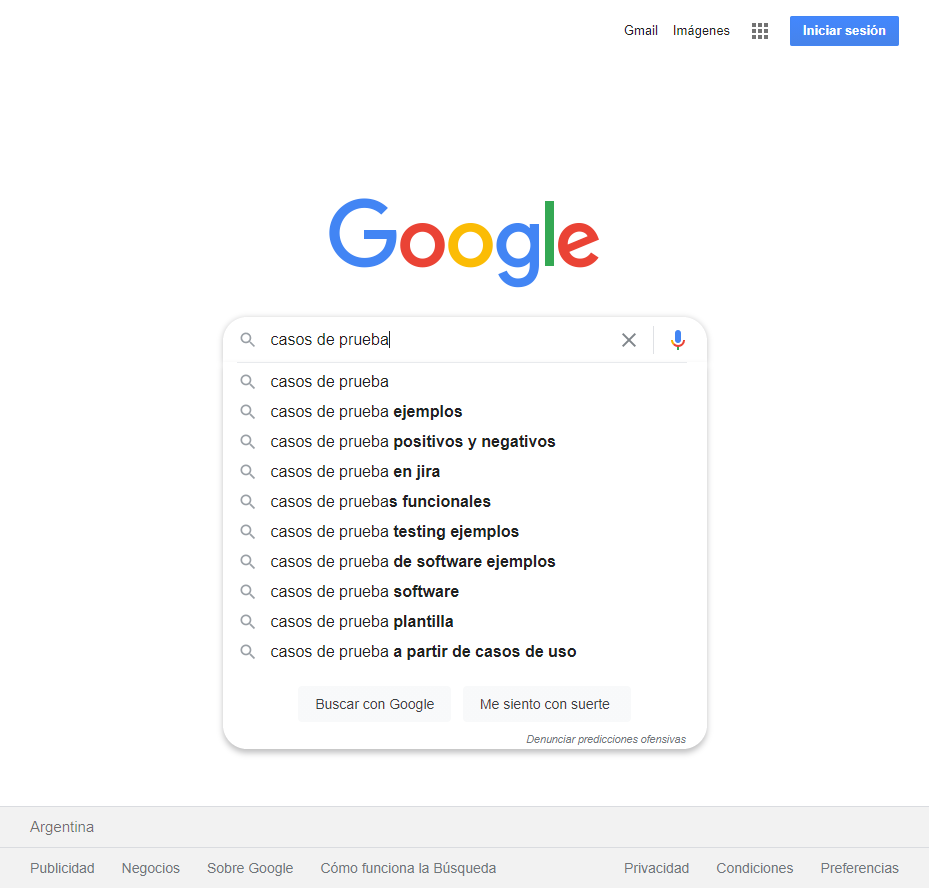 Gmail Imágenes Iniciar sesión
Google
casos de prueba
casos de prueba
casos de prueba ejemplos
casos de prueba positivos y negativos
casos de prueba en jira
casos de pruebas funcionales
casos de prueba testing ejemplos
casos de prueba de software ejemplos
casos de prueba software
casos de prueba plantilla
casos de prueba a partir de casos de uso
Buscar con Google Me siento con suerte
Denunciar predicciones ofensivas
Argentina
Publicidad Negocios Sobre Google Cómo funciona la Búsqueda Privacidad Condiciones Preferencias